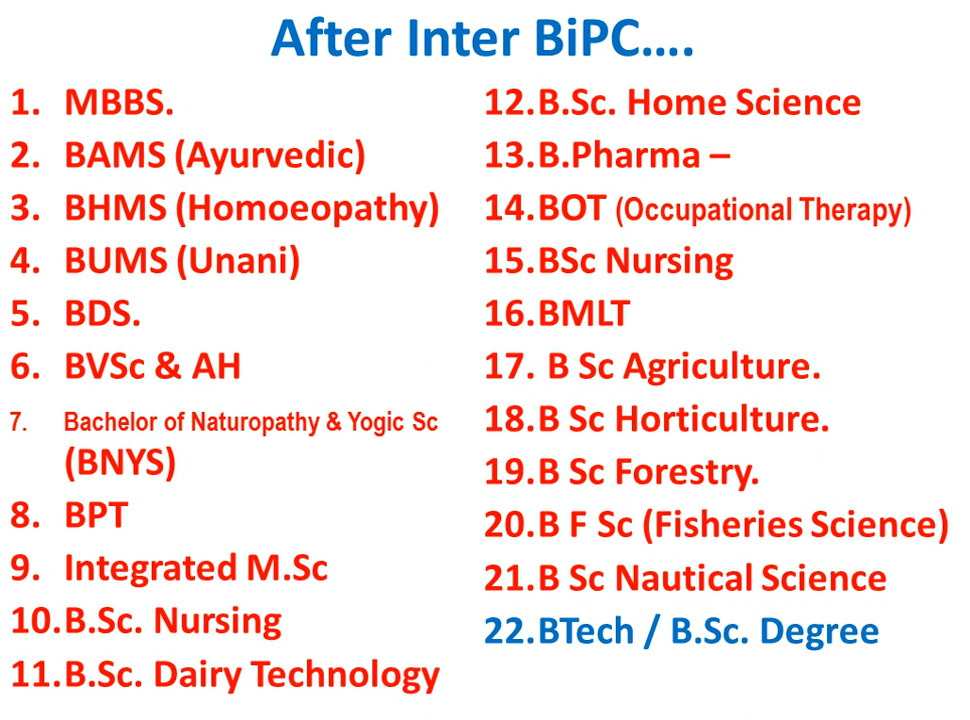 After Inter BiPC....
1. MBBS.
2. BAMS (Ayurvedic)
3. BHMS (Homoeopathy)
4. BUMS (Unani)
5. BDS.
6. BVSc & AH
7. Bachelor of Naturopathy & Yogic Sc
(BNYS)
8. BPT
9. Integrated M.Sc
10. B.Sc. Nursing
11. B.Sc. Dairy Technology
12. B.Sc. Home Science
13. B.Pharma –
14. BOT (Occupational Therapy)
15. BSc Nursing
16. BMLT
17. B Sc Agriculture.
18. B Sc Horticulture.
19. B Sc Forestry.
20. B F Sc (Fisheries Science)
21. B Sc Nautical Science
22. BTech / B.Sc. Degree